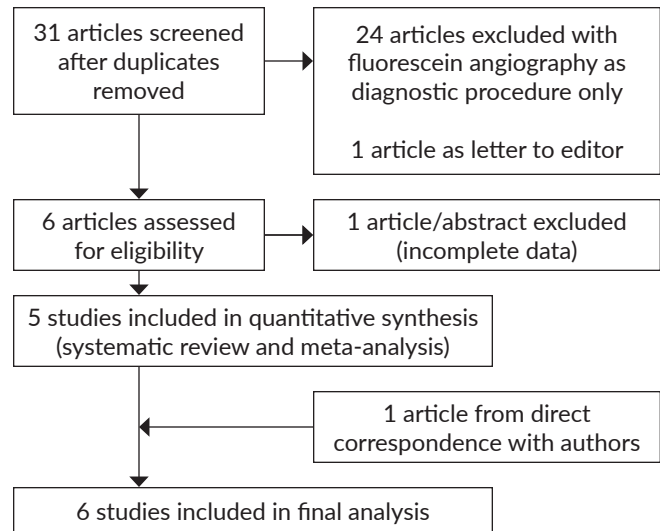 31 articles screened
after duplicates
removed
24 articles excluded with
fluorescein angiography as
diagnostic procedure only
1 article as letter to editor
6 articles assessed
for eligibility
1 article/abstract excluded
(incomplete data)
5 studies included in quantitative synthesis
(systematic review and meta-analysis)
1 article from direct
correspondence with authors
6 studies included in final analysis